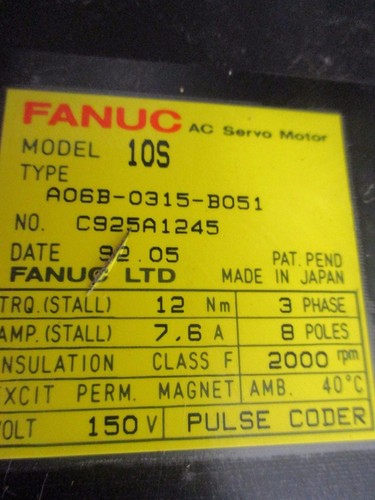 FANUC AC Servo Motor
MODEL 10S
TYPE
A06B-0315-B051
NO. C925A1245
DATE 92.05 PAT. PEND
FANUC LTD MADE IN JAPAN
TRQ.(STALL) 12 Nm 3 PHASE
AMP.(STALL) 7.6 A 8 POLES
INSULATION CLASS F 2000 rpm
EXCIT PERM. MAGNET AMB. 40°C
VOLT 150 V PULSE CODER